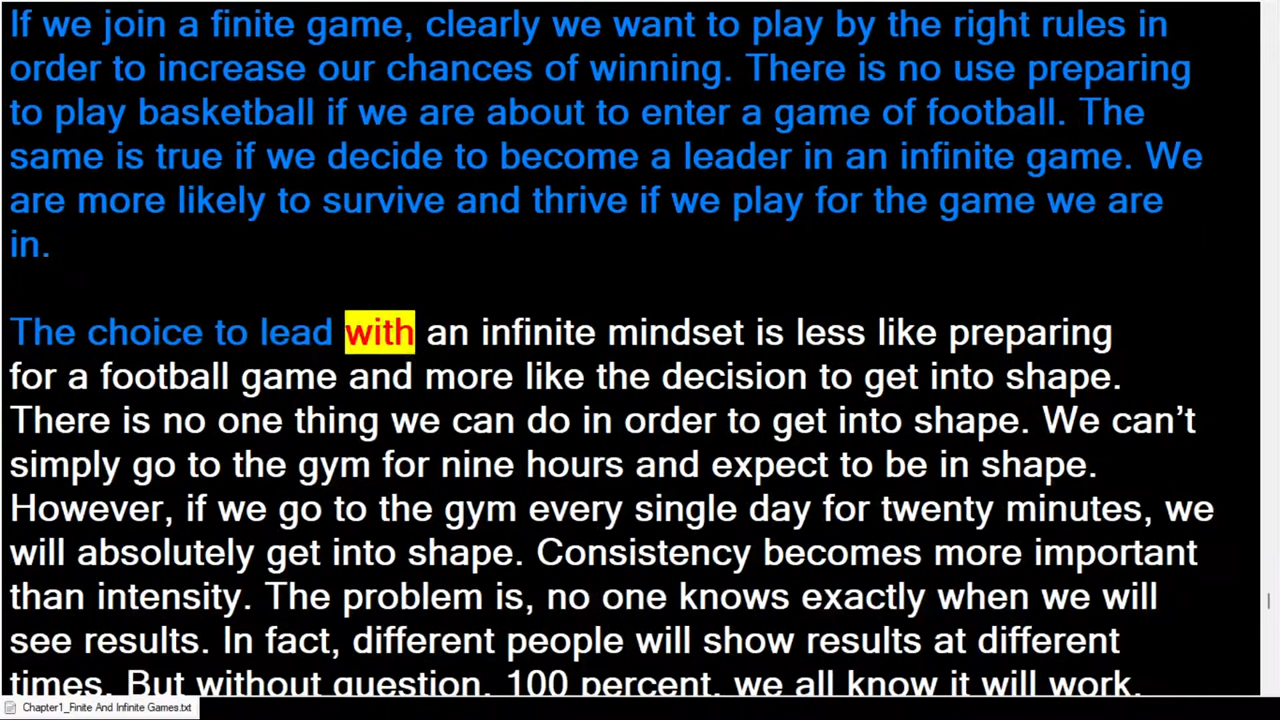 If we join a finite game, clearly we want to play by the right rules in
order to increase our chances of winning. There is no use preparing
to play basketball if we are about to enter a game of football. The
same is true if we decide to become a leader in an infinite game. We
are more likely to survive and thrive if we play for the game we are
in.
The choice to lead with an infinite mindset is less like preparing
for a football game and more like the decision to get into shape.
There is no one thing we can do in order to get into shape. We can’t
simply go to the gym for nine hours and expect to be in shape.
However, if we go to the gym every single day for twenty minutes, we
will absolutely get into shape. Consistency becomes more important
than intensity. The problem is, no one knows exactly when we will
see results. In fact, different people will show results at different
times. But without question, 100 percent, we all know it will work.
Chapter1_Finite And Infinite Games.txt